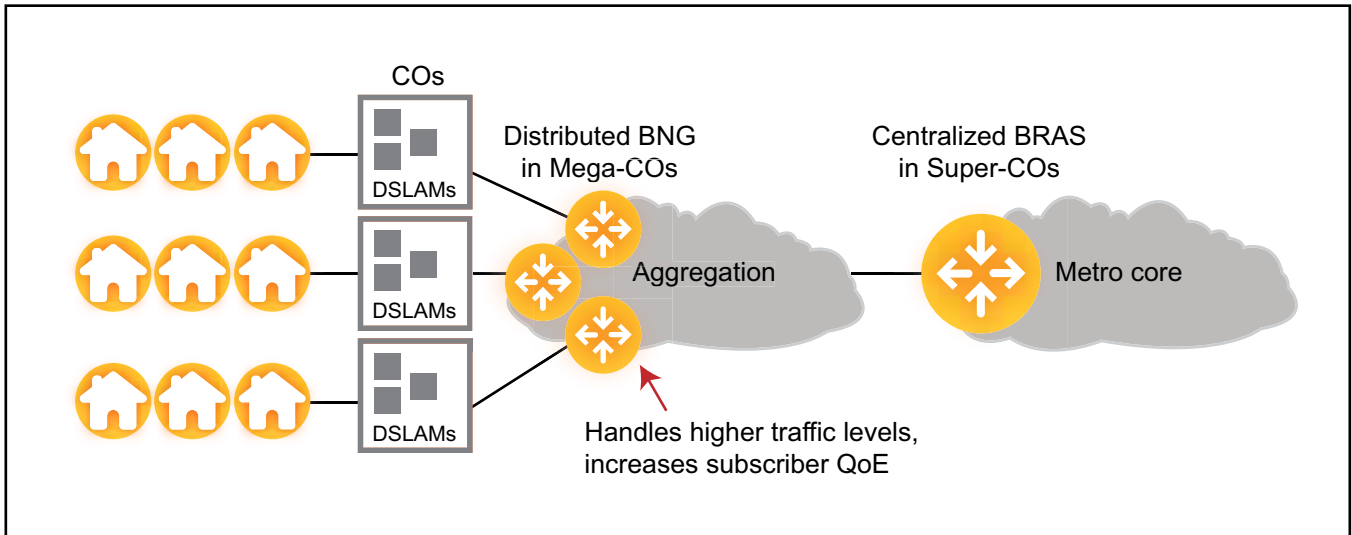 COs
DSLAMs
DSLAMs
DSLAMs
Distributed BNG
in Mega-COs
Aggregation
Handles higher traffic levels,
increases subscriber QoE
Centralized BRAS
in Super-COs
Metro core